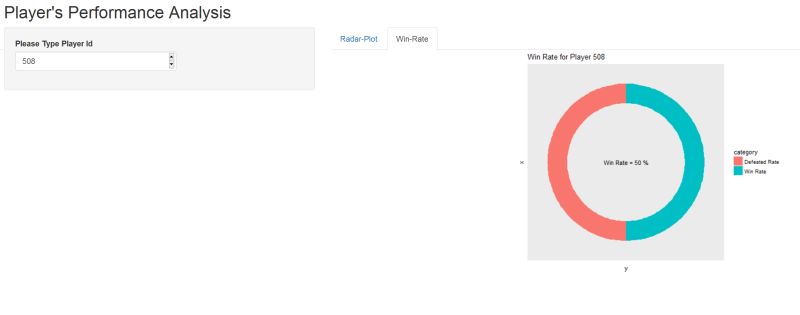 Player's Performance Analysis
Please Type Player Id
508
Radar-Plot
Win-Rate
Win Rate for Player 508
x
Win Rate = 50 %
category
Defeated Rate
Win Rate
y